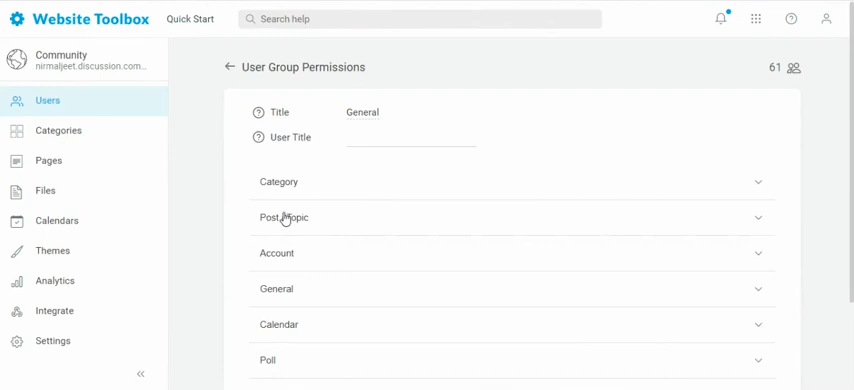 Website Toolbox
Quick Start
Search help
Community
nirmaljeet.discussion.com...
Users
Categories
Pages
Files
Calendars
Themes
Analytics
Integrate
Settings
User Group Permissions
61
Title
General
User Title
Category
Post/Topic
Account
General
Calendar
Poll